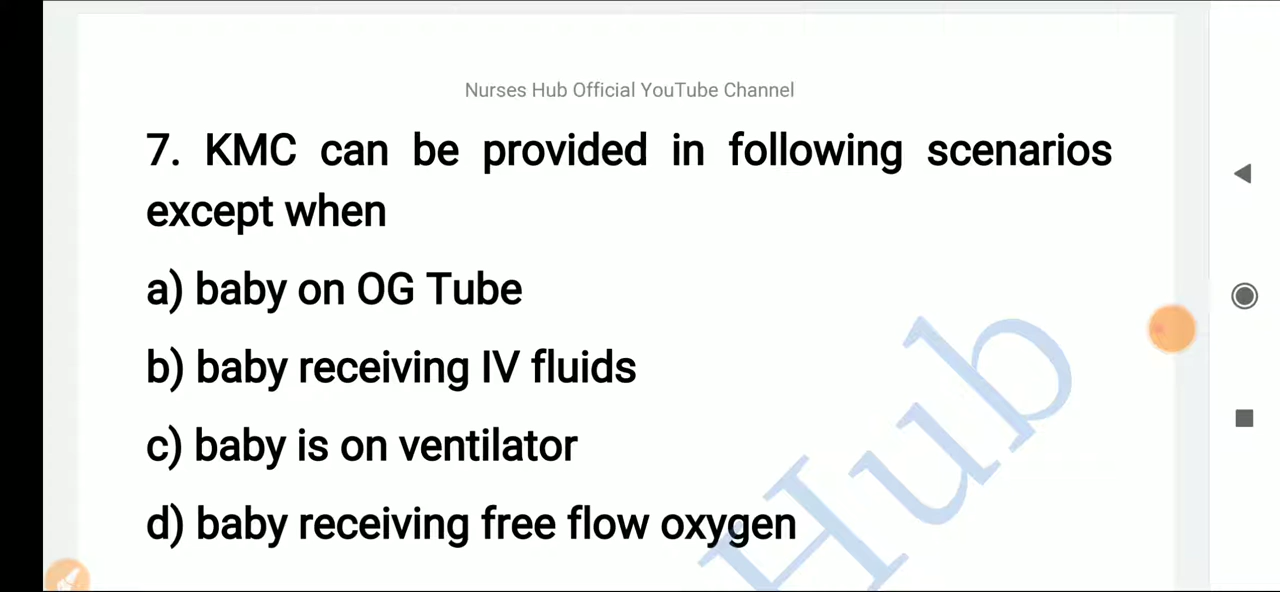 Nurses Hub Official YouTube Channel
7. KMC can be provided in following scenarios
except when
a) baby on OG Tube
b) baby receiving IV fluids
c) baby is on ventilator
d) baby receiving free flow oxygen
Hub